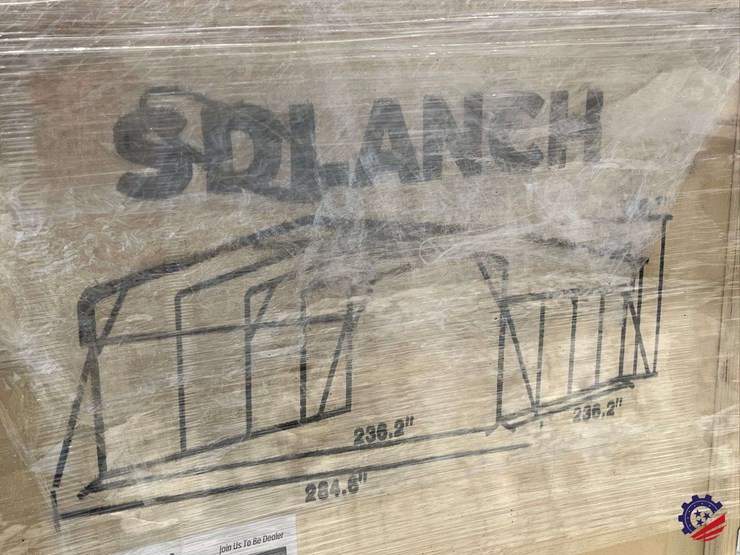 SDLANCH
236.2"
236.2"
264.6"
Join Us To Be Dealer